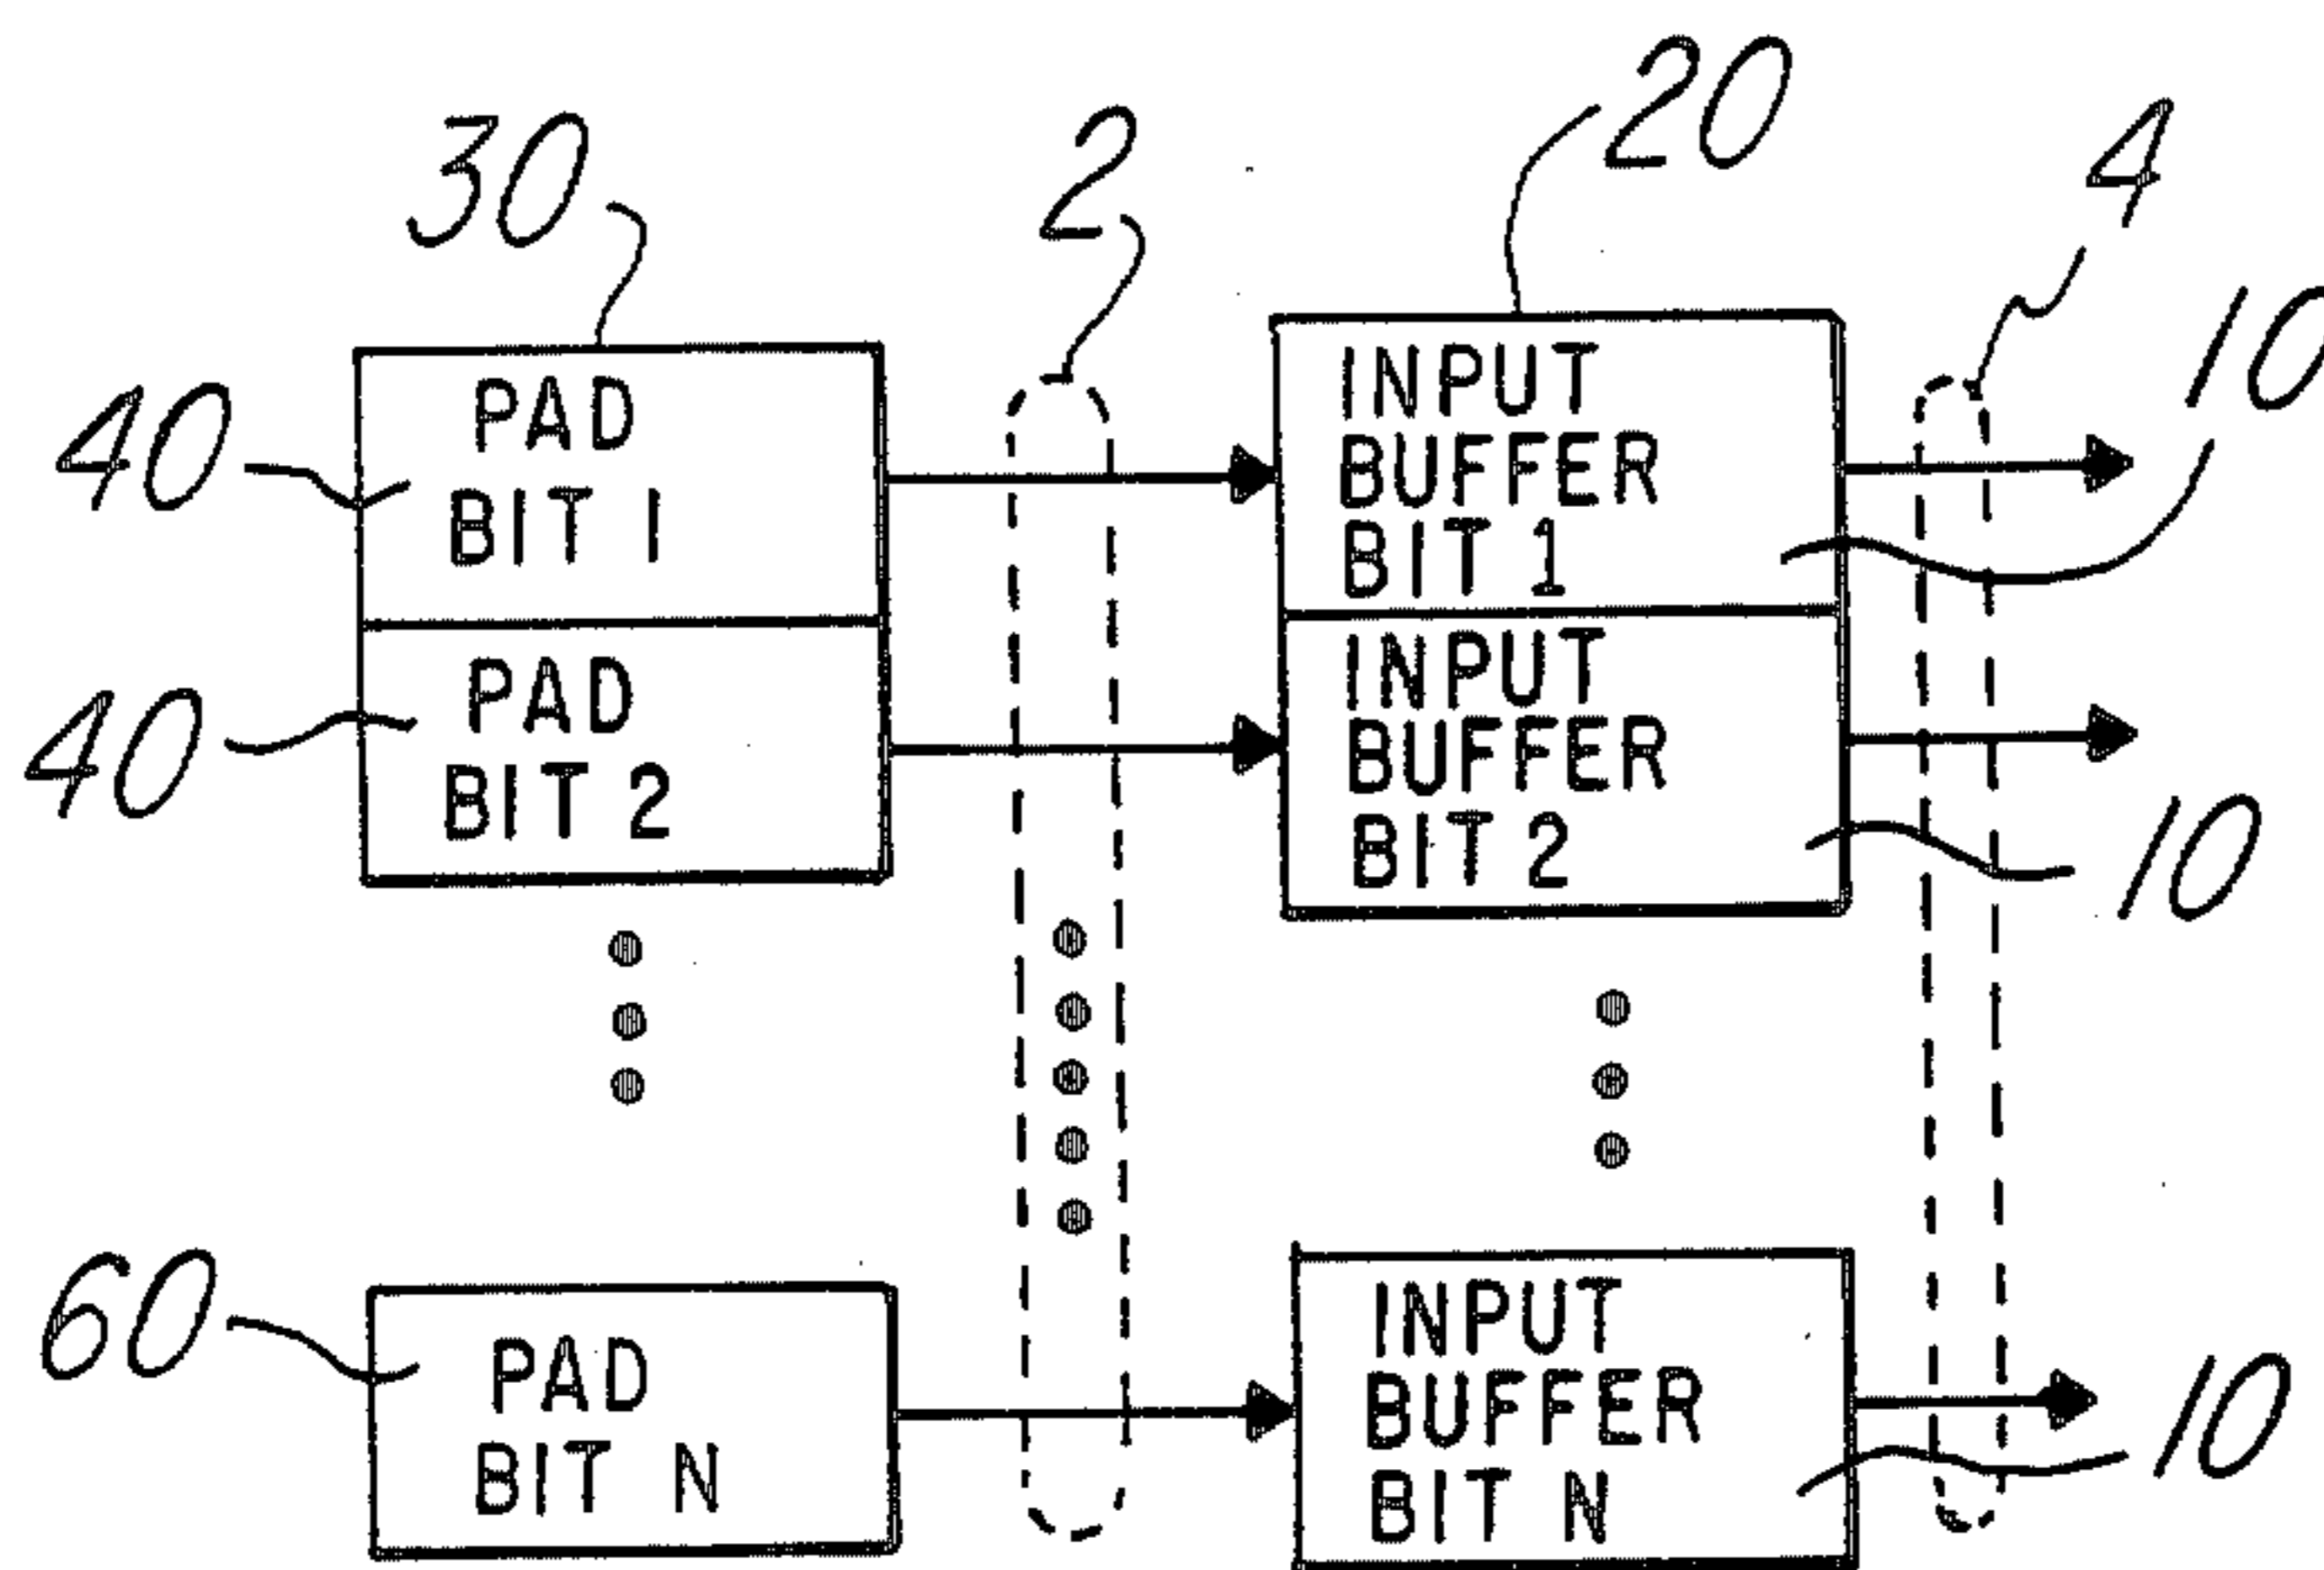 30
2
20
4
10
40
PAD
BIT 1
INPUT
BUFFER
BIT 1
40
PAD
BIT 2
INPUT
BUFFER
BIT 2
10
60
PAD
BIT N
INPUT
BUFFER
BIT N
10